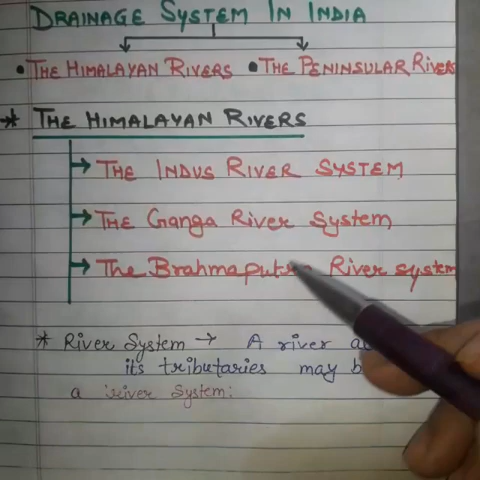 DRAINAGE SYSTEM IN INDIA
• THE HIMALAYAN RIVERS • THE PENINSULAR RIVERS
* THE HIMALAYAN RIVERS
→ THE INDUS RIVER SYSTEM
→ THE Ganga River System
→ The Brahmaputra River system
* River System → A river
its tributaries may
a river System: